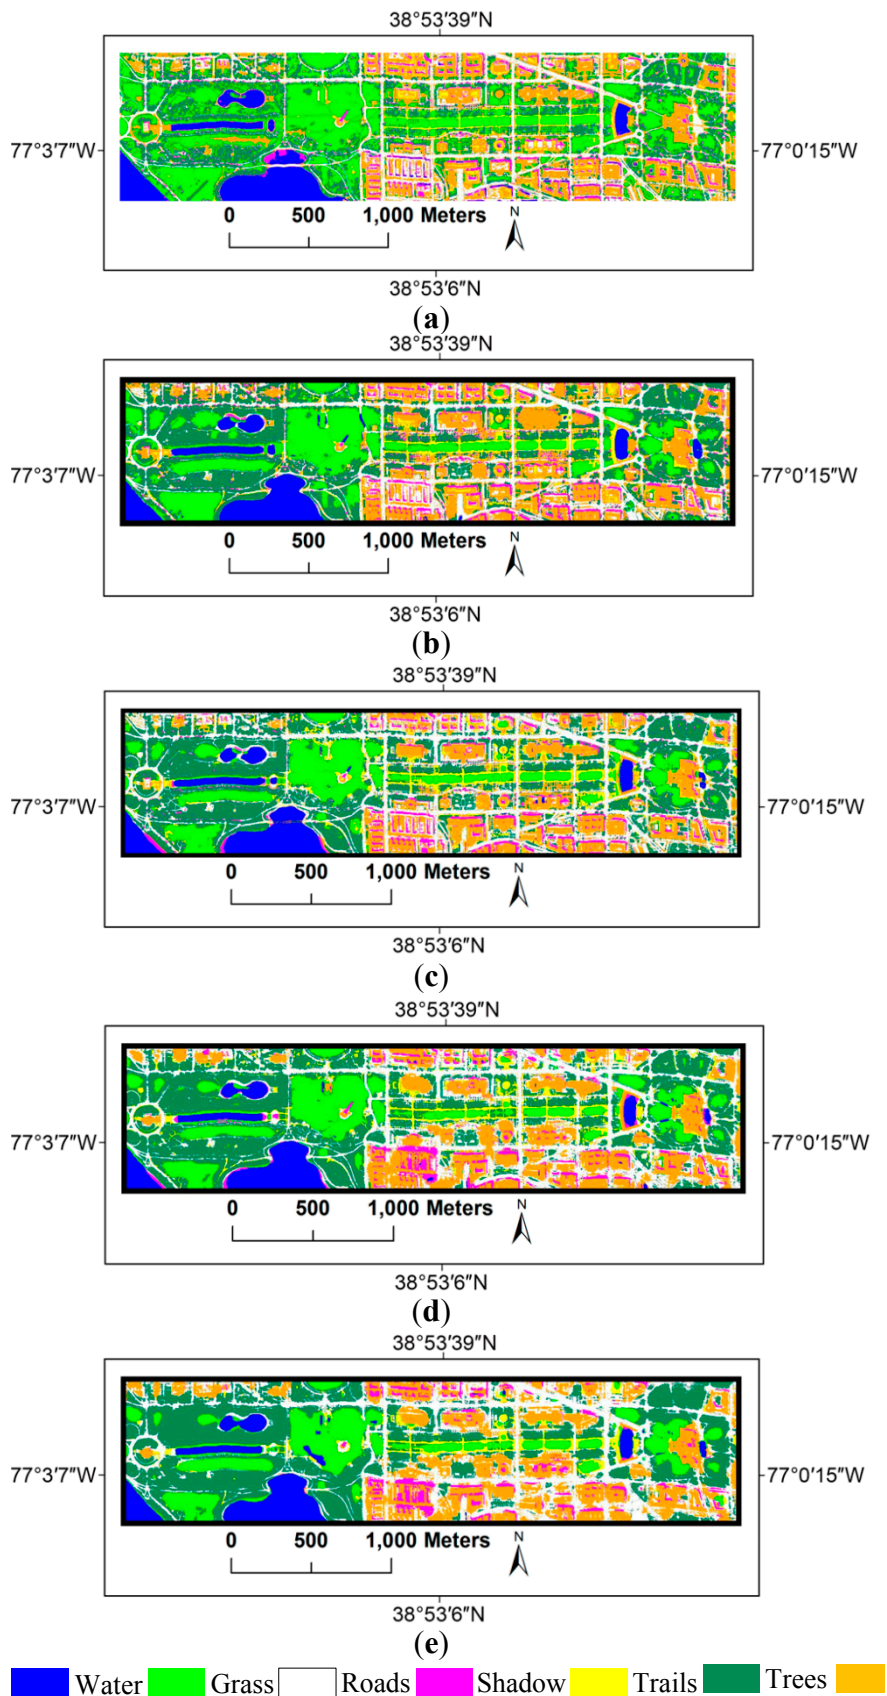 38°53′39″N
77°3′7″W
77°0′15″W
0 500 1,000 Meters
N
38°53′6″N
(a)
38°53′39″N
77°3′7″W
77°0′15″W
0 500 1,000 Meters
N
38°53′6″N
(b)
38°53′39″N
77°3′7″W
77°0′15″W
0 500 1,000 Meters
N
38°53′6″N
(c)
38°53′39″N
77°3′7″W
77°0′15″W
0 500 1,000 Meters
N
38°53′6″N
(d)
38°53′39″N
77°3′7″W
77°0′15″W
0 500 1,000 Meters
N
38°53′6″N
(e)
Water Grass Roads Shadow Trails Trees